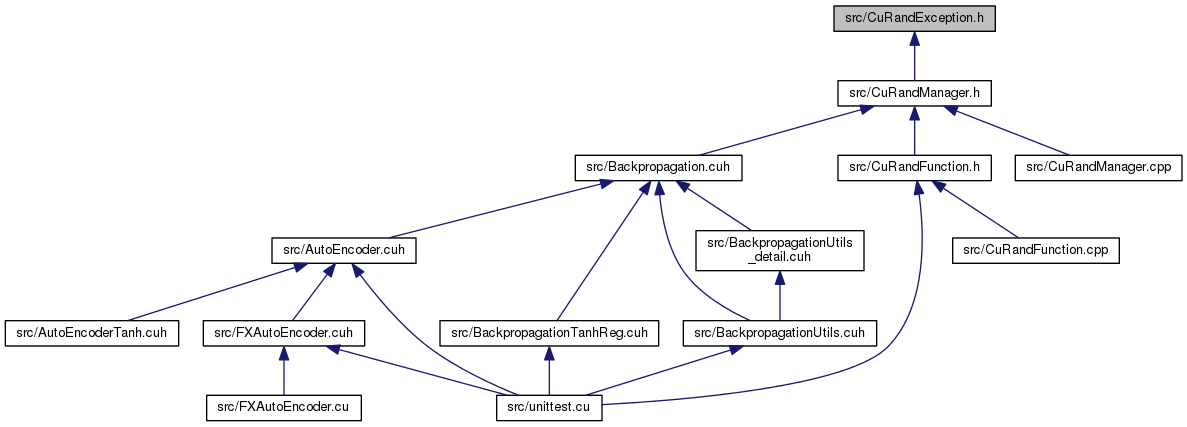 src/CuRandException.h
src/CuRandManager.h
src/Backpropagation.cuh
src/CuRandFunction.h
src/CuRandManager.cpp
src/AutoEncoder.cuh
src/BackpropagationUtils
_detail.cuh
src/CuRandFunction.cpp
src/AutoEncoderTanh.cuh
src/FXAutoEncoder.cuh
src/BackpropagationTanhReg.cuh
src/BackpropagationUtils.cuh
src/FXAutoEncoder.cu
src/unittest.cu